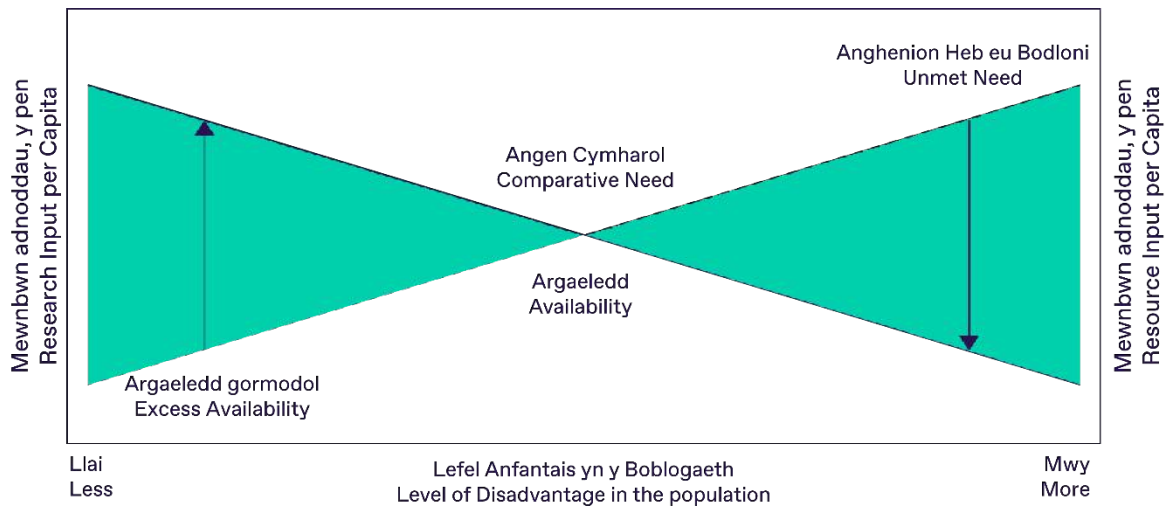 Mewnbwn adnoddau, y pen
Research Input per Capita
Anghenion Heb eu Bodloni
Unmet Need
Angen Cymharol
Comparative Need
Argaeledd
Availability
Argaeledd gormodol
Excess Availability
Mewnbwn adnoddau, y pen
Resource Input per Capita
Llai
Less
Lefel Anfantais yn y Boblogaeth
Level of Disadvantage in the population
Mwy
More